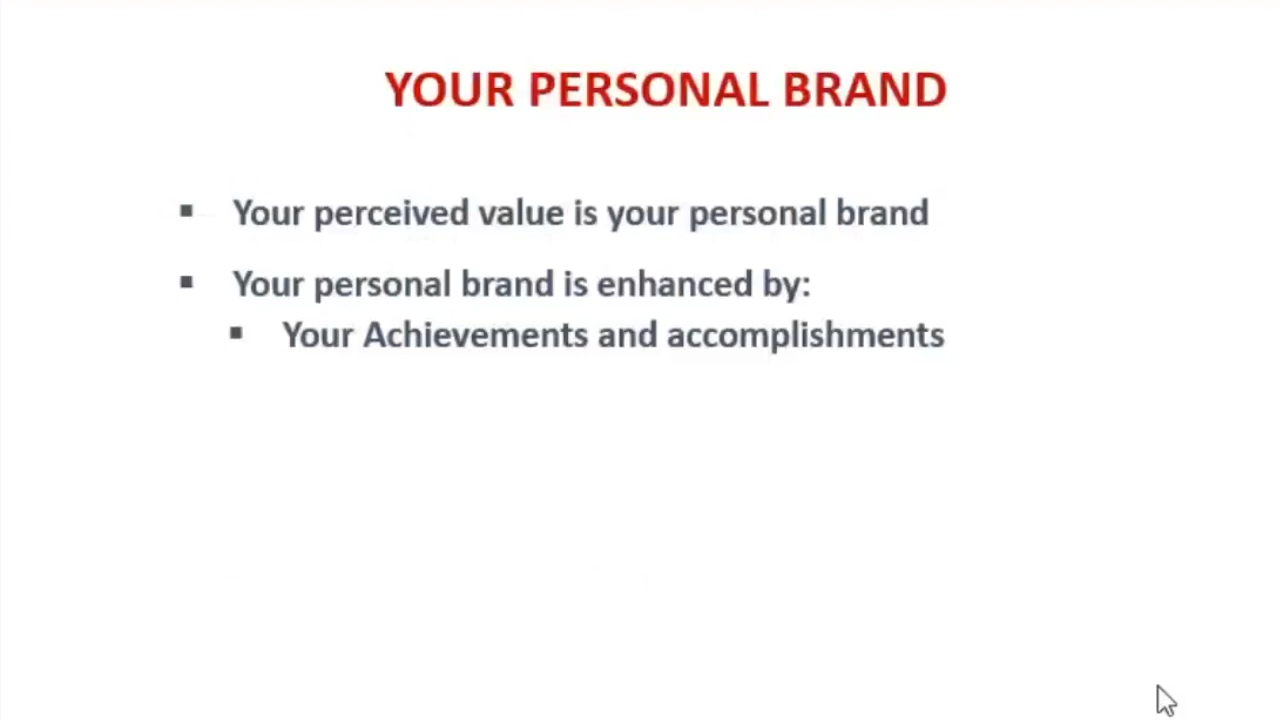 YOUR PERSONAL BRAND
▪ Your perceived value is your personal brand
▪ Your personal brand is enhanced by:
▪ Your Achievements and accomplishments